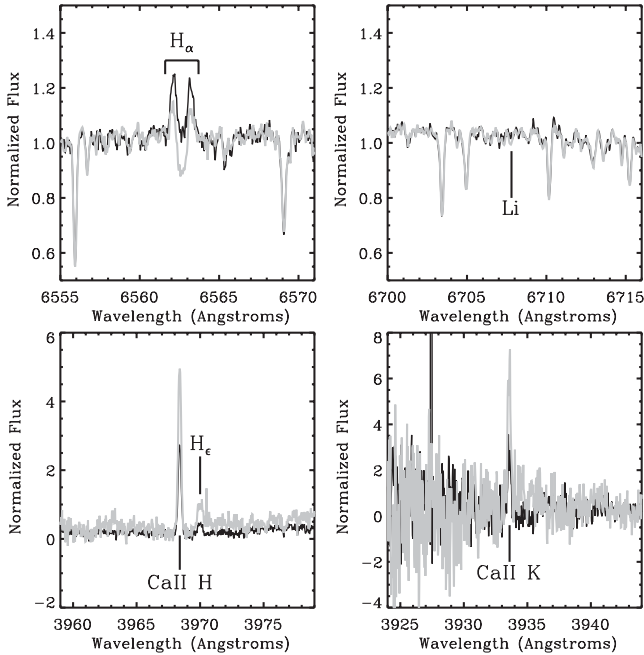 1.4
1.2
1.0
0.8
0.6
Normalized Flux
Hα
6555 6560 6565 6570
Wavelength (Angstroms)
1.4
1.2
1.0
0.8
0.6
Normalized Flux
Li
6700 6705 6710 6715
Wavelength (Angstroms)
6
4
2
0
-2
Normalized Flux
Hϵ
CaII H
3960 3965 3970 3975
Wavelength (Angstroms)
8
6
4
2
0
-2
-4
Normalized Flux
CaII K
3925 3930 3935 3940
Wavelength (Angstroms)